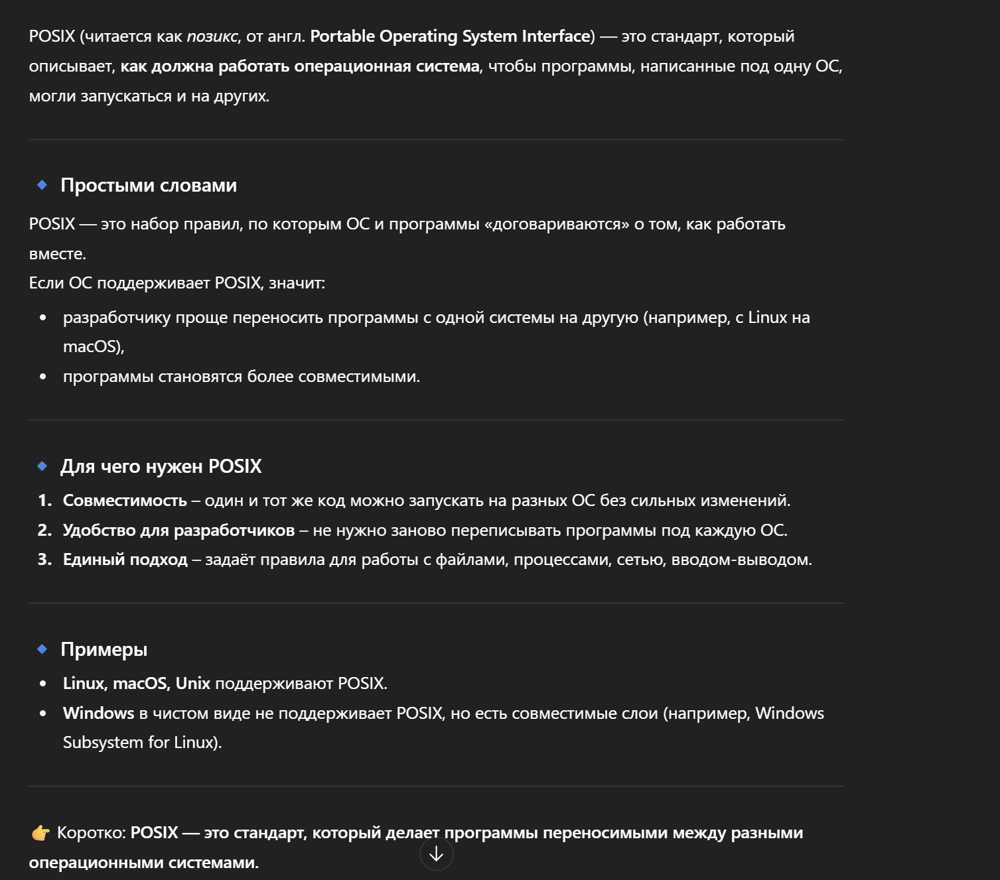 POSIX (читается как позикс, от англ. Portable Operating System Interface) — это стандарт, который
описывает, как должна работать операционная система, чтобы программы, написанные под одну ОС,
могли запускаться и на других.
Простыми словами
POSIX — это набор правил, по которым ОС и программы «договариваются» о том, как работать
вместе.
Если ОС поддерживает POSIX, значит:
• разработчику проще переносить программы с одной системы на другую (например, с Linux на
macOS),
• программы становятся более совместимыми.
Для чего нужен POSIX
1. Совместимость – один и тот же код можно запускать на разных ОС без сильных изменений.
2. Удобство для разработчиков – не нужно заново переписывать программы под каждую ОС.
3. Единый подход – задаёт правила для работы с файлами, процессами, сетью, вводом-выводом.
Примеры
• Linux, macOS, Unix поддерживают POSIX.
• Windows в чистом виде не поддерживает POSIX, но есть совместимые слои (например, Windows
Subsystem for Linux).
👉 Коротко: POSIX — это стандарт, который делает программы переносимыми между разными
операционными системами.